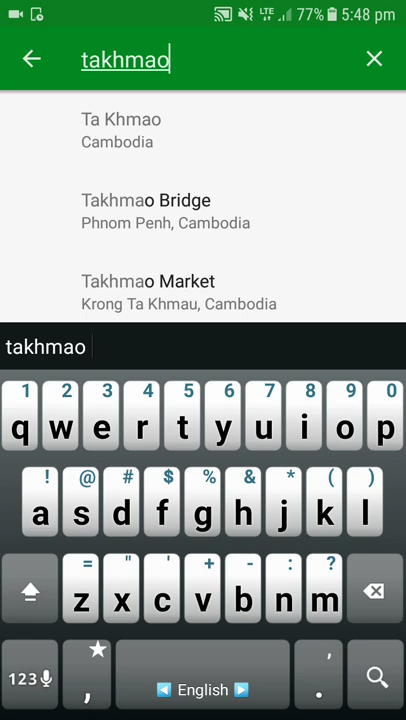 LTE 77% 5:48 pm
takhmao
Ta Khmao
Cambodia
Takhmao Bridge
Phnom Penh, Cambodia
Takhmao Market
Krong Ta Khmau, Cambodia
takhmao
1 2 3 4 5 6 7 8 9 0
q w e r t y u i o p
! @ # $ % & * ( )
a s d f g h j k l
= " ' + - : ?
z x c v b n m
123 , English . '